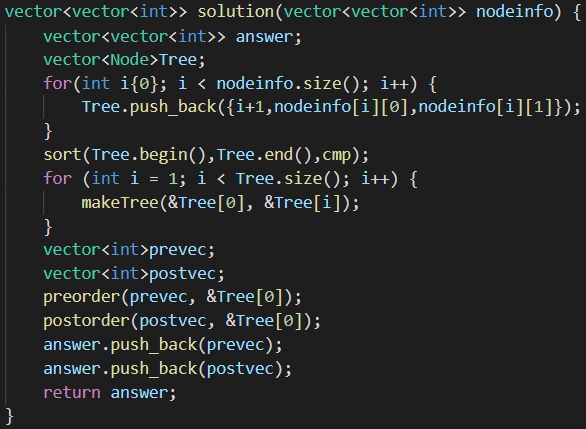 vector<vector<int>> solution(vector<vector<int>> nodeinfo) {
    vector<vector<int>> answer;
    vector<Node>Tree;
    for(int i{0}; i < nodeinfo.size(); i++) {
        Tree.push_back({i+1,nodeinfo[i][0],nodeinfo[i][1]});
    }
    sort(Tree.begin(),Tree.end(),cmp);
    for (int i = 1; i < Tree.size(); i++) {
        makeTree(&Tree[0], &Tree[i]);
    }
    vector<int>prevec;
    vector<int>postvec;
    preorder(prevec, &Tree[0]);
    postorder(postvec, &Tree[0]);
    answer.push_back(prevec);
    answer.push_back(postvec);
    return answer;
}